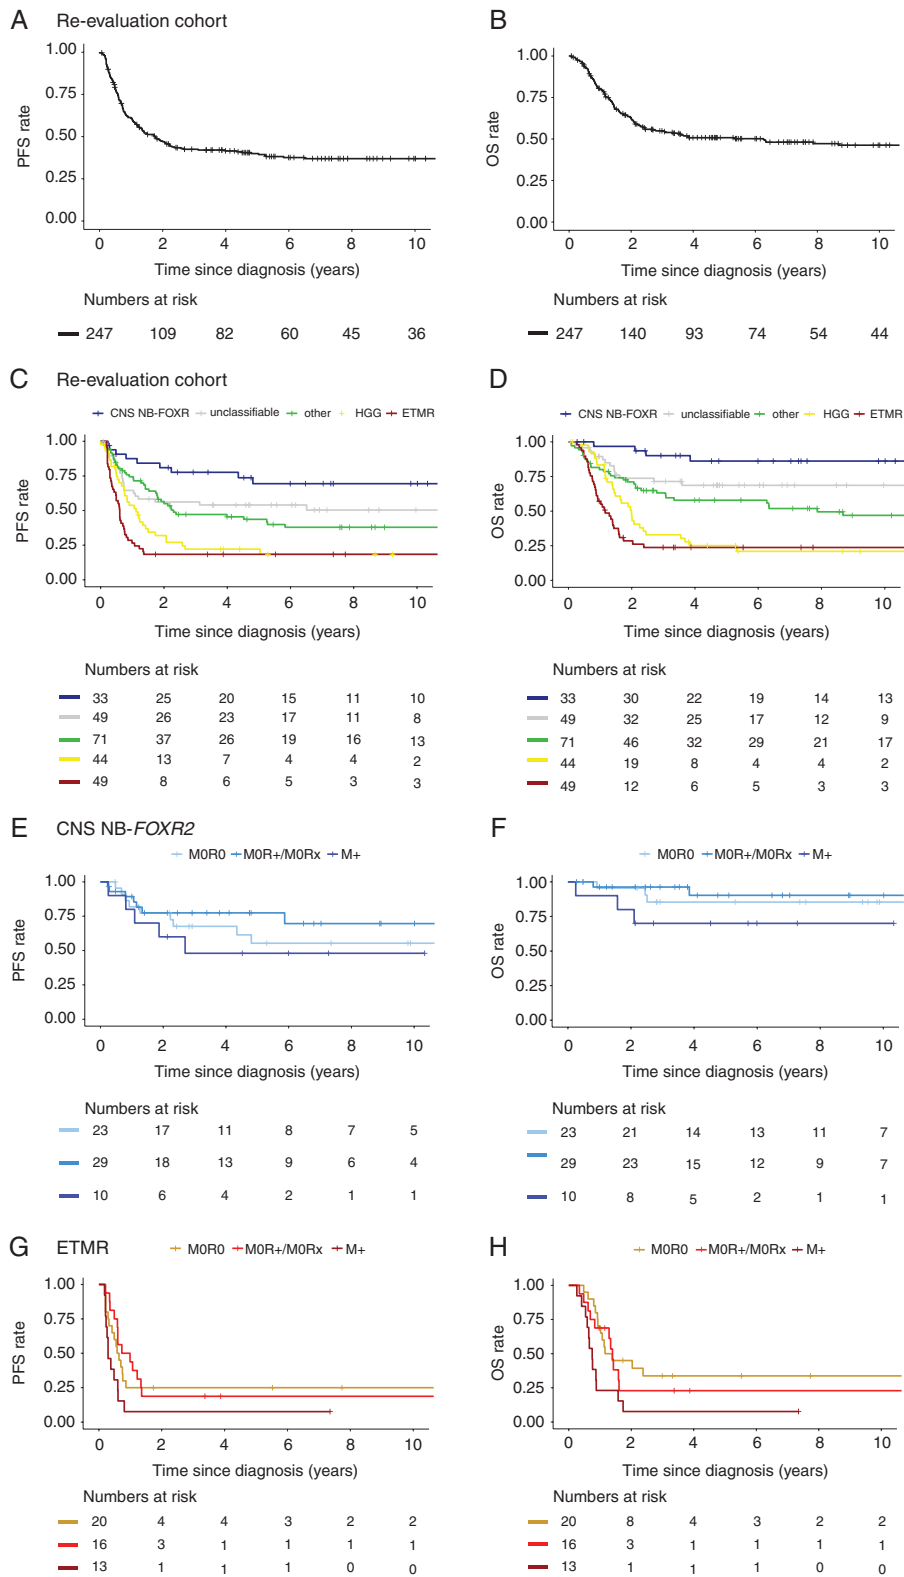 A Re-evaluation cohort
1.00
0.75
0.50
0.25
0.00
PFS rate
0 2 4 6 8 10
Time since diagnosis (years)
Numbers at risk
247 109 82 60 45 36
B
1.00
0.75
0.50
0.25
0.00
OS rate
0 2 4 6 8 10
Time since diagnosis (years)
Numbers at risk
247 140 93 74 54 44
C Re-evaluation cohort
CNS NB-FOXR unclassifiable other HGG ETMR
1.00
0.75
0.50
0.25
0.00
PFS rate
0 2 4 6 8 10
Time since diagnosis (years)
Numbers at risk
33 25 20 15 11 10
49 26 23 17 11 8
71 37 26 19 16 13
44 13 7 4 4 2
49 8 6 5 3 3
D
CNS NB-FOXR unclassifiable other HGG ETMR
1.00
0.75
0.50
0.25
0.00
OS rate
0 2 4 6 8 10
Time since diagnosis (years)
Numbers at risk
33 30 22 19 14 13
49 32 25 17 12 9
71 46 32 29 21 17
44 19 8 4 4 2
49 12 6 5 3 3
E CNS NB-FOXR2
M0R0 M0R+/M0Rx M+
1.00
0.75
0.50
0.25
0.00
PFS rate
0 2 4 6 8 10
Time since diagnosis (years)
Numbers at risk
23 17 11 8 7 5
29 18 13 9 6 4
10 6 4 2 1 1
F
M0R0 M0R+/M0Rx M+
1.00
0.75
0.50
0.25
0.00
OS rate
0 2 4 6 8 10
Time since diagnosis (years)
Numbers at risk
23 21 14 13 11 7
29 23 15 12 9 7
10 8 5 2 1 1
G ETMR
M0R0 M0R+/M0Rx M+
1.00
0.75
0.50
0.25
0.00
PFS rate
0 2 4 6 8 10
Time since diagnosis (years)
Numbers at risk
20 4 4 3 2 2
16 3 1 1 1 1
13 1 1 1 0 0
H
M0R0 M0R+/M0Rx M+
1.00
0.75
0.50
0.25
0.00
OS rate
0 2 4 6 8 10
Time since diagnosis (years)
Numbers at risk
20 8 4 3 2 2
16 3 1 1 1 1
13 1 1 1 0 0